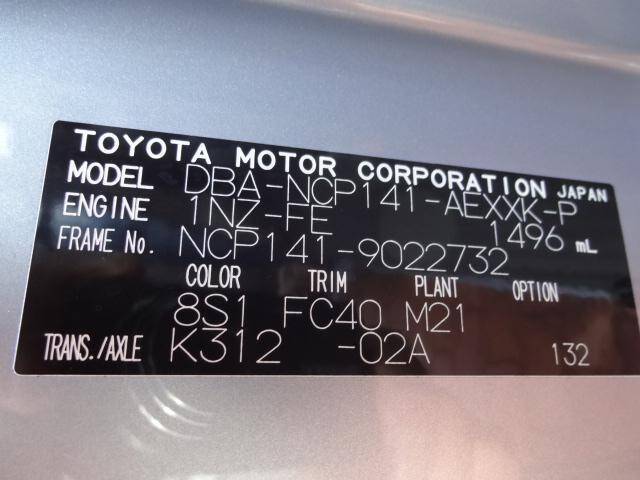 TOYOTA MOTOR CORPORATION JAPAN
MODEL DBA-NCP141-AEXXK-P
ENGINE 1NZ-FE 1496 mL
FRAME No. NCP141-9022732
COLOR TRIM PLANT OPTION
8S1 FC40 M21
TRANS./AXLE K312 -02A 132